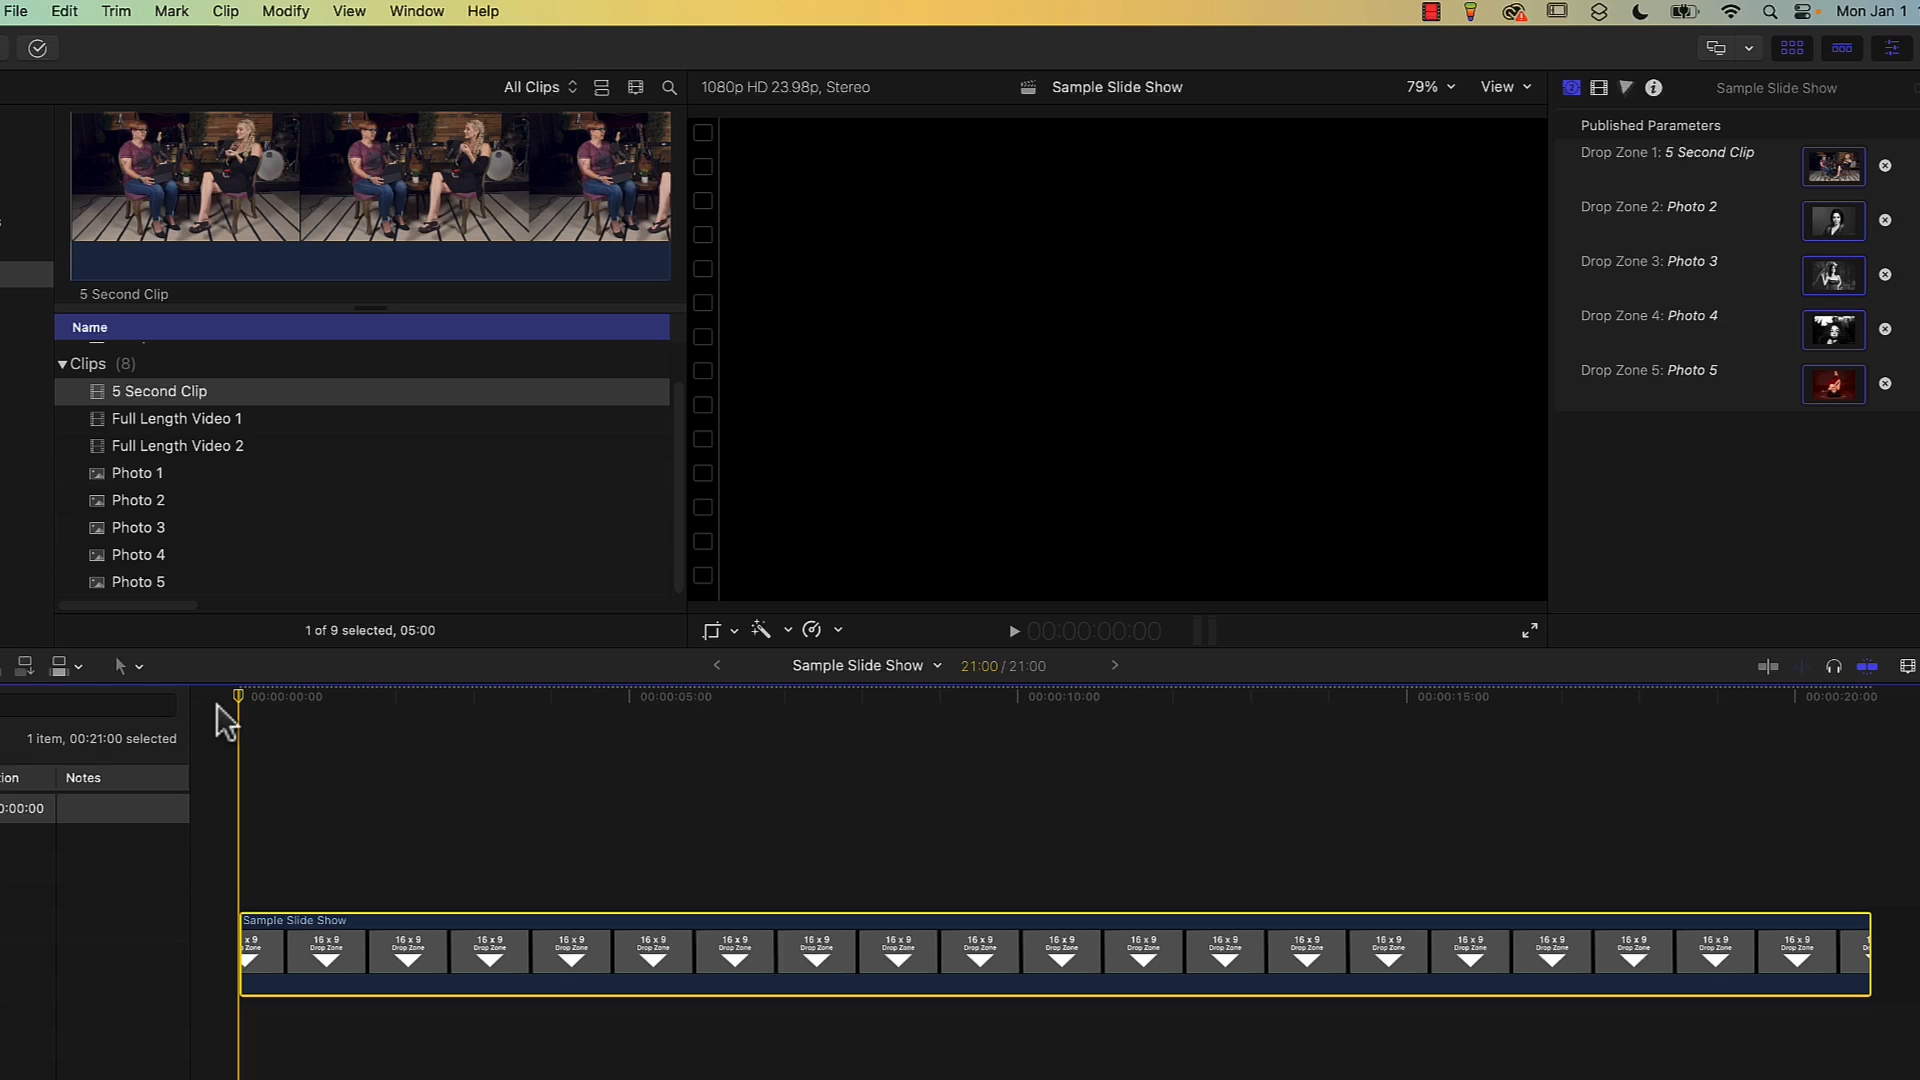 File Edit Trim Mark Clip Modify View Window Help
Mon Jan 1
All Clips
1080p HD 23.98p, Stereo
Sample Slide Show
79%
View
Sample Slide Show
Published Parameters
Drop Zone 1: 5 Second Clip
Drop Zone 2: Photo 2
Drop Zone 3: Photo 3
Drop Zone 4: Photo 4
Drop Zone 5: Photo 5
5 Second Clip
Name
Clips (8)
5 Second Clip
Full Length Video 1
Full Length Video 2
Photo 1
Photo 2
Photo 3
Photo 4
Photo 5
1 of 9 selected, 05:00
00:00:00:00
Sample Slide Show
21:00 / 21:00
00:00:00:00
00:00:05:00
00:00:10:00
00:00:15:00
00:00:20:00
1 item, 00:21:00 selected
tion
Notes
0:00:00
Sample Slide Show
x 9 16 x 9 16 x 9 16 x 9 16 x 9 16 x 9 16 x 9 16 x 9 16 x 9 16 x 9 16 x 9 16 x 9 16 x 9 16 x 9 16 x 9 16 x 9 16 x 9 16 x 9 16 x 9 16 x 9
Zone Drop Zone Drop Zone Drop Zone Drop Zone Drop Zone Drop Zone Drop Zone Drop Zone Drop Zone Drop Zone Drop Zone Drop Zone Drop Zone Drop Zone Drop Zone Drop Zone Drop Zone Drop Zone Drop Zone